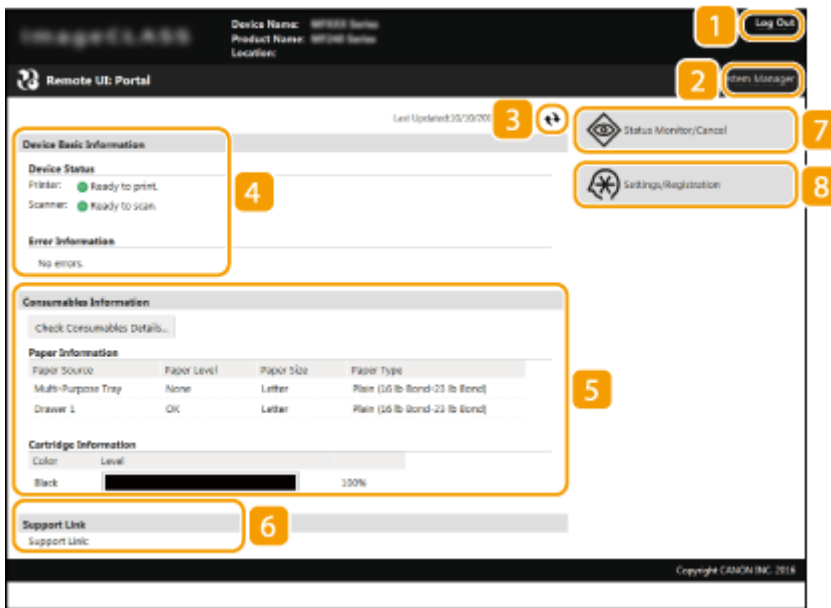 imageCLASS
Device Name:
Product Name:
Location:
1
Log Out
Remote UI: Portal
2
System Manager
Last Updated:10/10/201
3
Device Basic Information
Device Status
Printer: Ready to print.
Scanner: Ready to scan.
Error Information
No errors.
4
Status Monitor/Cancel
7
Settings/Registration
8
Consumables Information
Check Consumables Details...
Paper Information
Paper Source Paper Level Paper Size Paper Type
Multi-Purpose Tray None Letter Plain (16 lb Bond-23 lb Bond)
Drawer 1 OK Letter Plain (16 lb Bond-23 lb Bond)
5
Cartridge Information
Color Level
Black 100%
Support Link
Support Link:
6
Copyright CANON INC. 2016